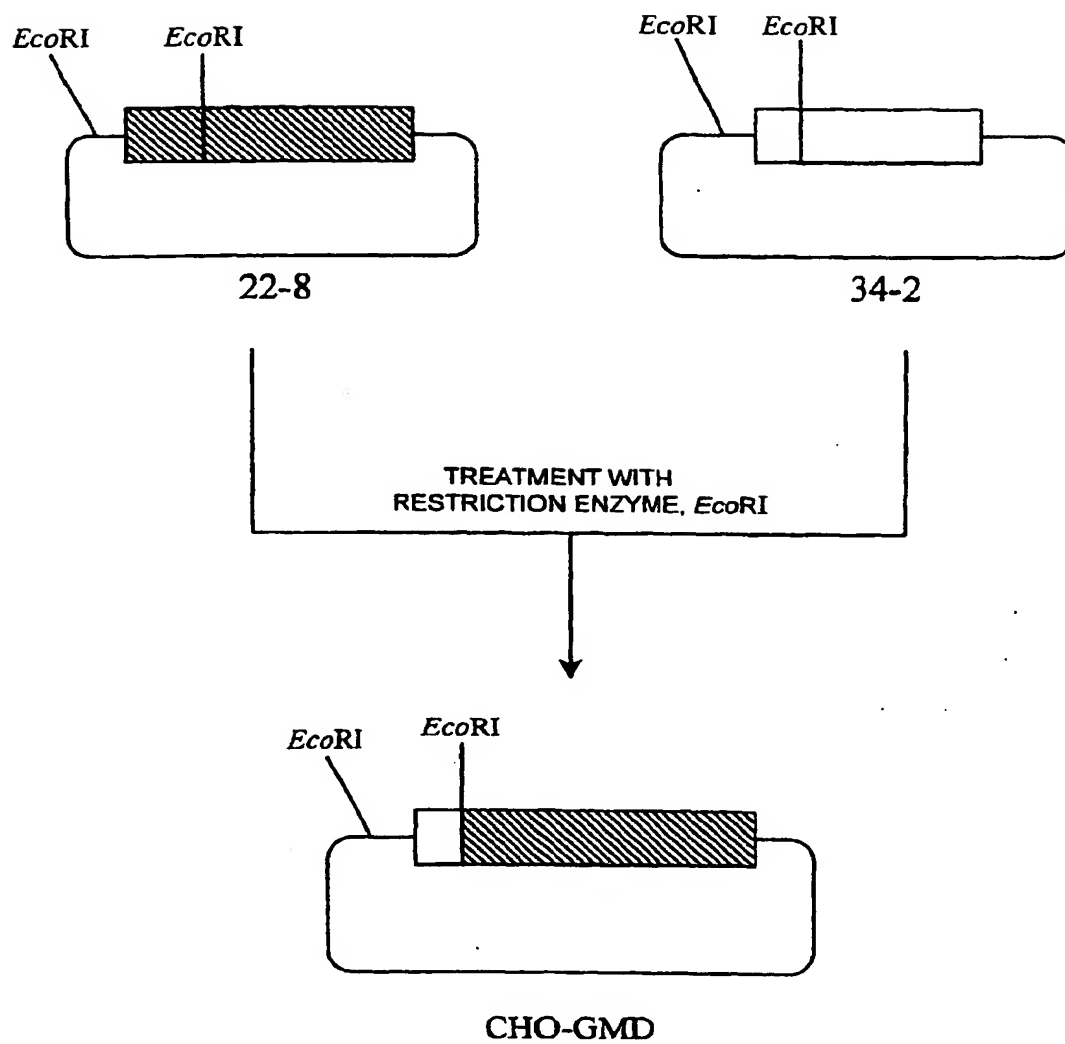 EcoRI EcoRI EcoRI EcoRI
22-8 34-2
TREATMENT WITH
RESTRICTION ENZYME, EcoRI
EcoRI EcoRI
CHO-GMD